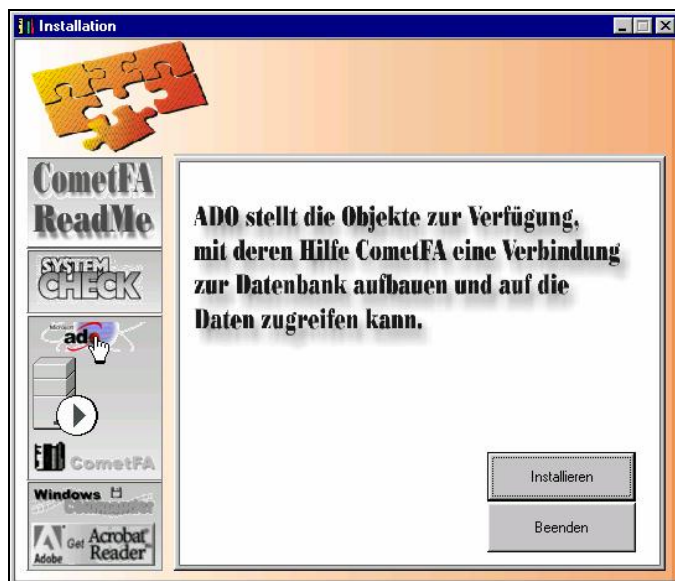 Installation
CometFA
ReadMe
SYSTEM
CHECK
Microsoft
ado
CometFA
Windows
Commander
Adobe
Get Acrobat
Reader
ADO stellt die Objekte zur Verfügung,
mit deren Hilfe CometFA eine Verbindung
zur Datenbank aufbauen und auf die
Daten zugreifen kann.
Installieren
Beenden